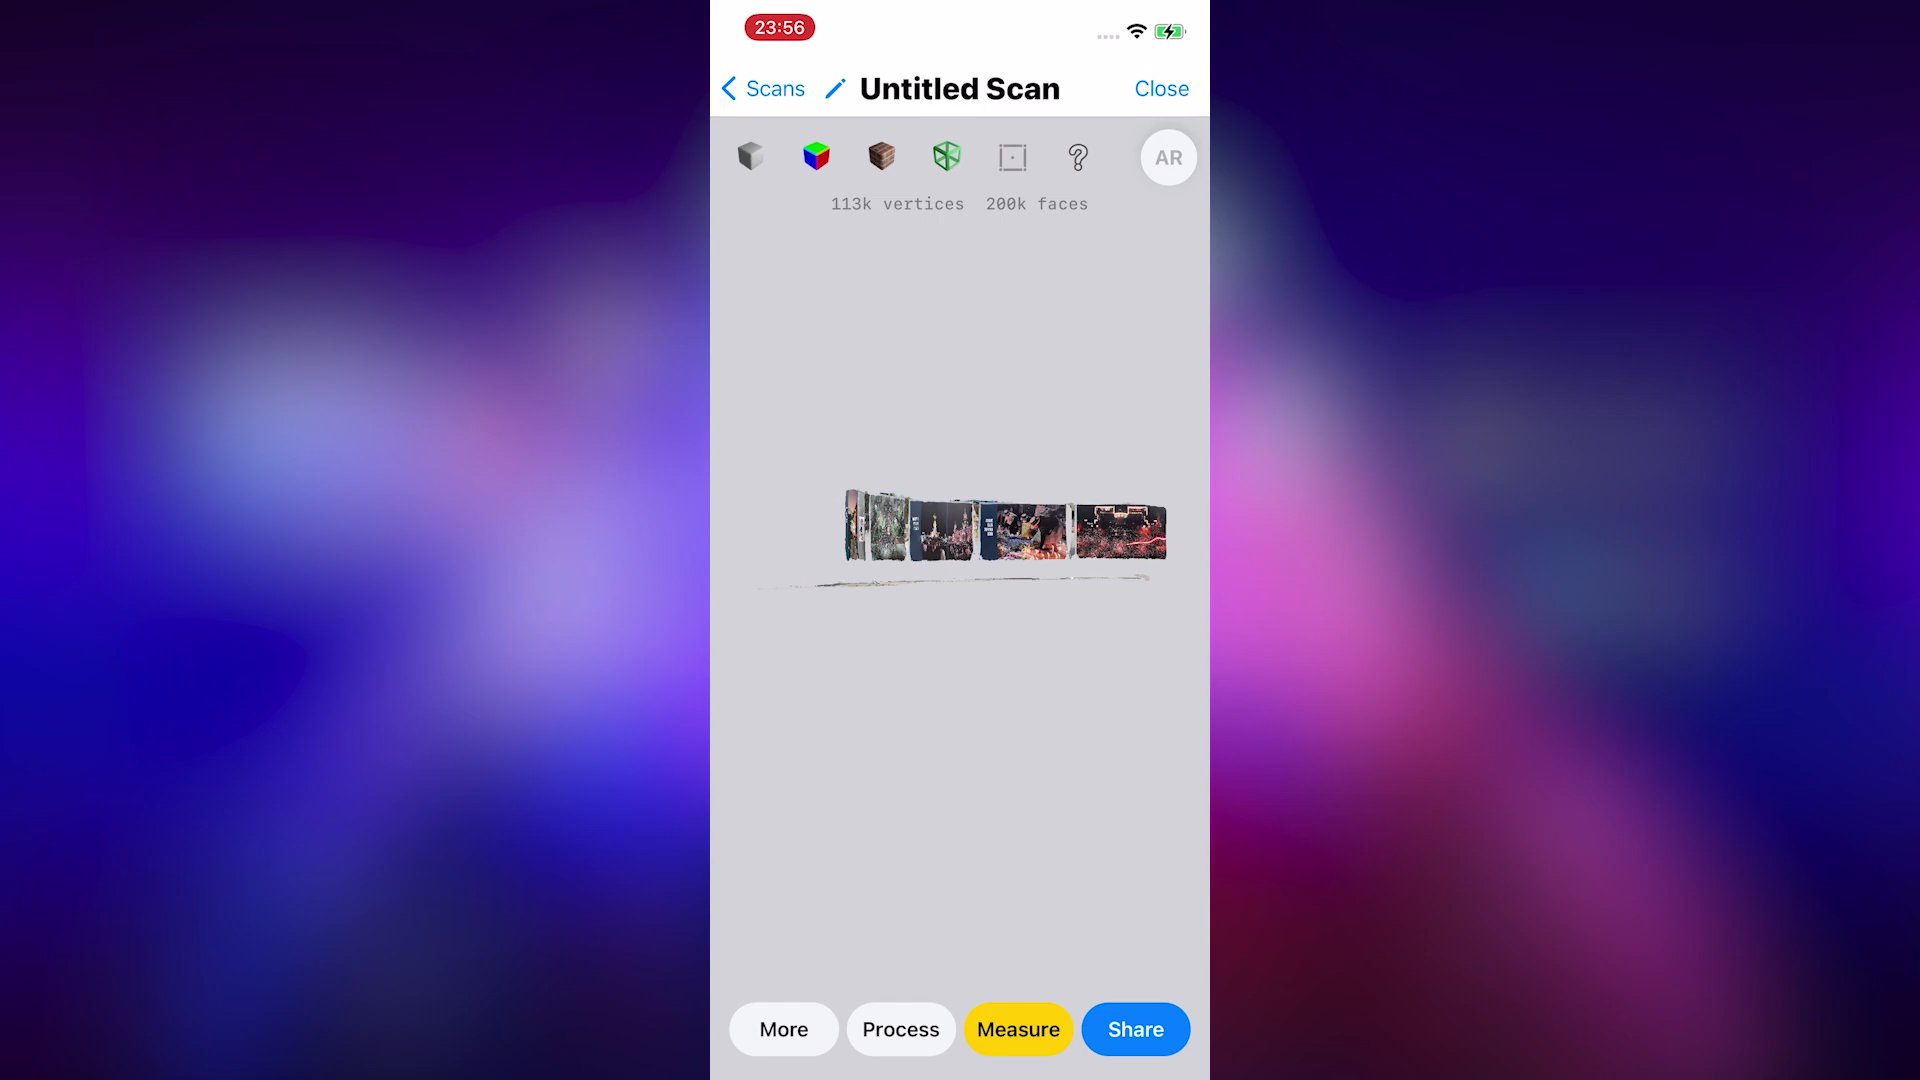 23:56
Scans
Untitled Scan
Close
AR
113k vertices 200k faces
More
Process
Measure
Share